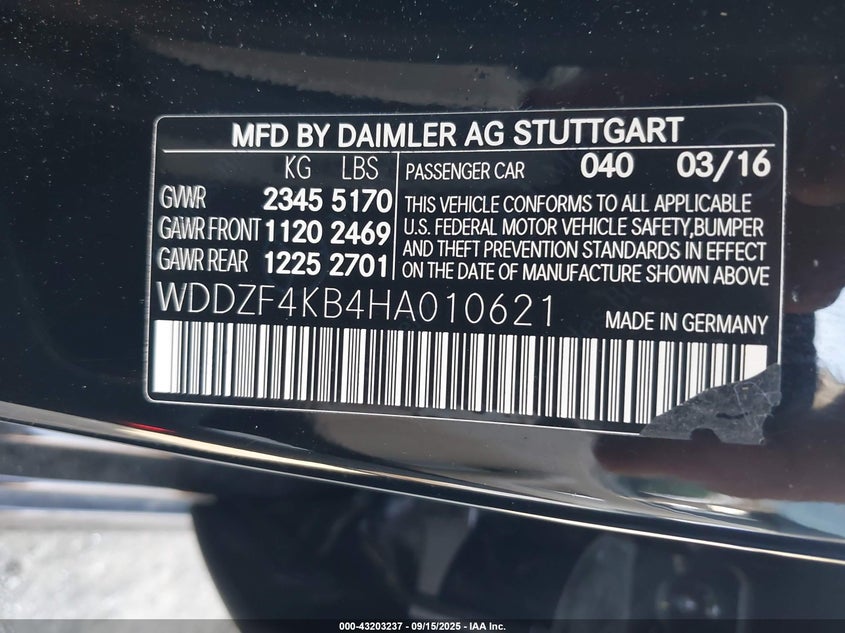 MFD BY DAIMLER AG STUTTGART
KG LBS
GVWR 2345 5170
GAWR FRONT 1120 2469
GAWR REAR 1225 2701
PASSENGER CAR 040 03/16
THIS VEHICLE CONFORMS TO ALL APPLICABLE
U.S. FEDERAL MOTOR VEHICLE SAFETY,BUMPER
AND THEFT PREVENTION STANDARDS IN EFFECT
ON THE DATE OF MANUFACTURE SHOWN ABOVE
WDDZF4KB4HA010621 MADE IN GERMANY
000-43203237 - 09/15/2025 - IAA Inc.